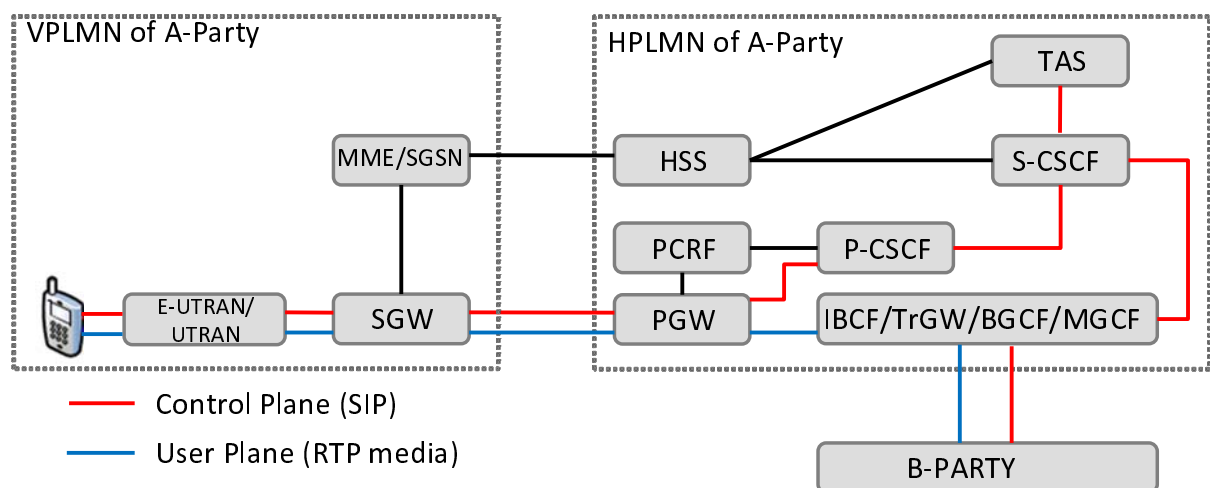 VPLMN of A-Party
HPLMN of A-Party
TAS
MME/SGSN
HSS
S-CSCF
PCRF
P-CSCF
E-UTRAN/
UTRAN
SGW
PGW
IBCF/TrGW/BGCF/MGCF
Control Plane (SIP)
User Plane (RTP media)
B-PARTY